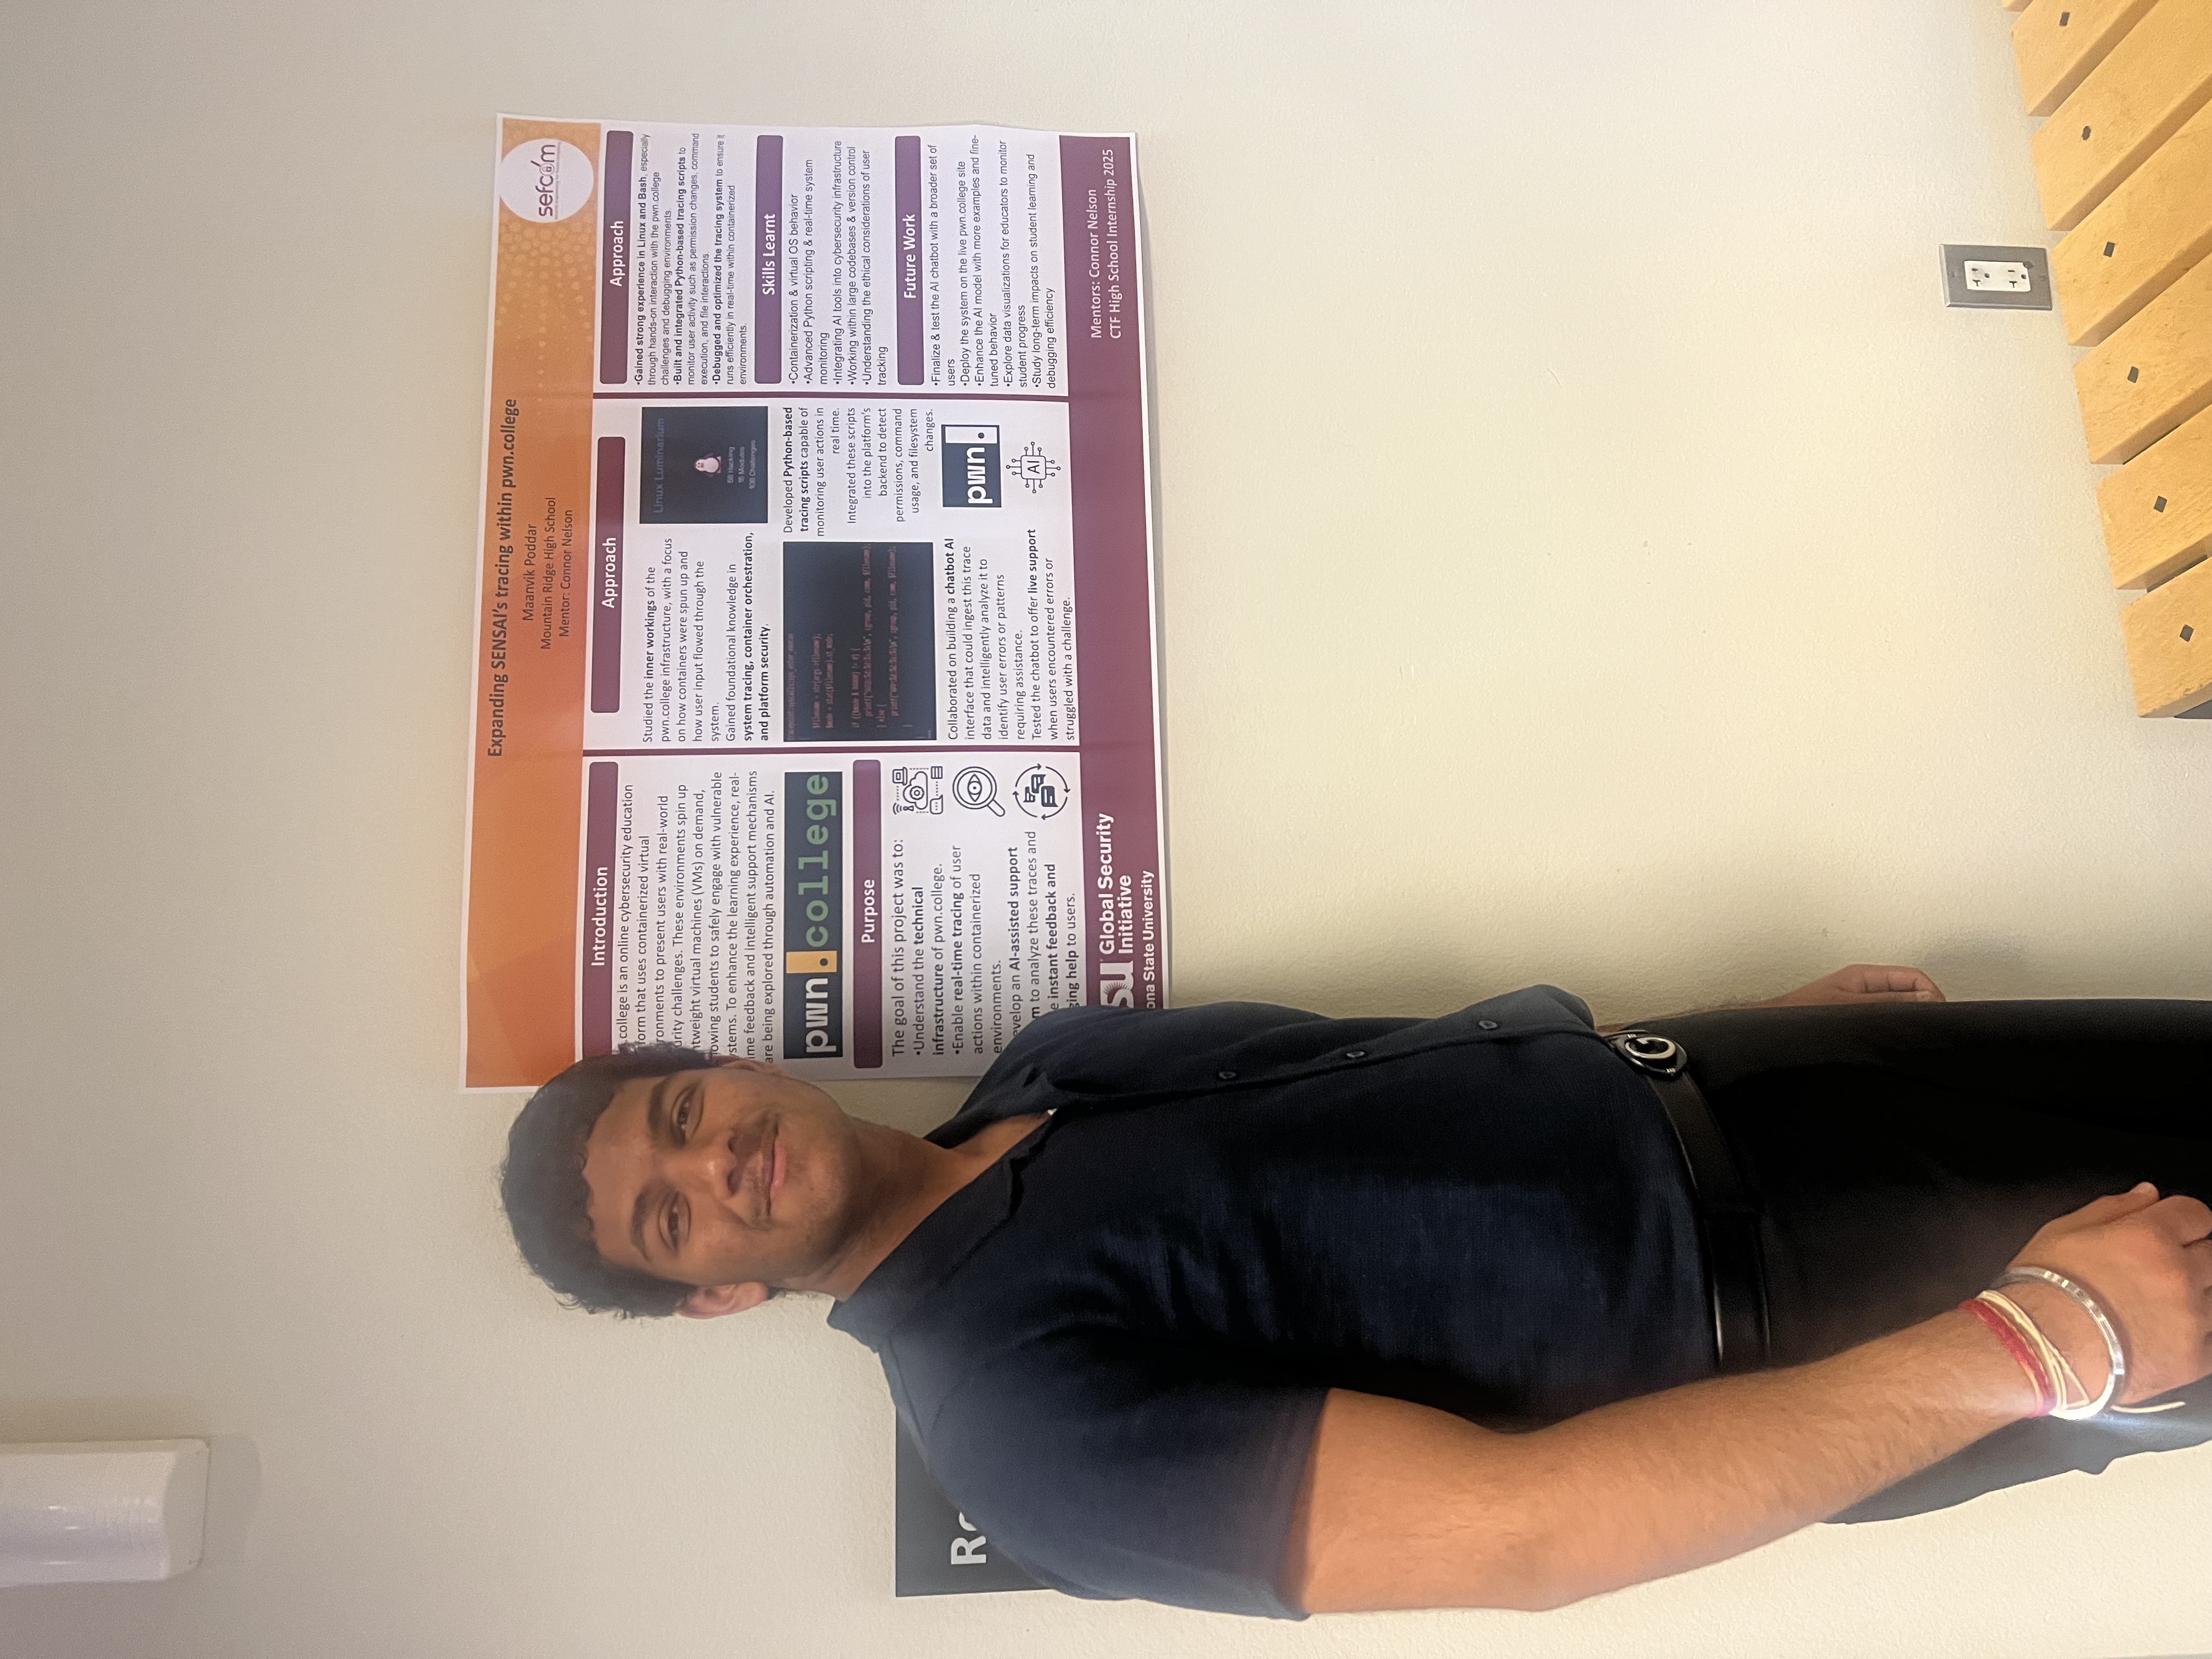 Expanding SENSAI's tracing within pwn.college
Maanvik Poddar
Mountain Ridge High School
Mentor: Connor Nelson
sefcom
Introduction
.college is an online cybersecurity education
form that uses containerized virtual
ronments to present users with real-world
urity challenges. These environments spin up
htweight virtual machines (VMs) on demand,
owing students to safely engage with vulnerable
ystems. To enhance the learning experience, real-
ime feedback and intelligent support mechanisms
are being explored through automation and AI.
pwn.college
Purpose
The goal of this project was to:
•Understand the technical
infrastructure of pwn.college.
•Enable real-time tracing of user
actions within containerized
environments.
evelop an AI-assisted support
m to analyze these traces and
e instant feedback and
ging help to users.
Approach
Studied the inner workings of the
pwn.college infrastructure, with a focus
on how containers were spun up and
how user input flowed through the
system.
Gained foundational knowledge in
system tracing, container orchestration,
and platform security.
Linux Luminarium
Hacking
Modules
Challenges
Developed Python-based
tracing scripts capable of
monitoring user actions in
real time.
Integrated these scripts
into the platform's
backend to detect
permissions, command
usage, and filesystem
changes.
Collaborated on building a chatbot AI
interface that could ingest this trace
data and intelligently analyze it to
identify user errors or patterns
requiring assistance.
Tested the chatbot to offer live support
when users encountered errors or
struggled with a challenge.
pwn.
AI
Approach
•Gained strong experience in Linux and Bash, especially
through hands-on interaction with the pwn.college
challenges and debugging environments.
•Built and integrated Python-based tracing scripts to
monitor user activity such as permission changes, command
execution, and file interactions.
•Debugged and optimized the tracing system to ensure it
runs efficiently in real-time within containerized
environments.
Skills Learnt
•Containerization & virtual OS behavior
•Advanced Python scripting & real-time system
monitoring
•Integrating AI tools into cybersecurity infrastructure
•Working within large codebases & version control
•Understanding the ethical considerations of user
tracking
Future Work
•Finalize & test the AI chatbot with a broader set of
users
•Deploy the system on the live pwn.college site
•Enhance the AI model with more examples and fine-
tuned behavior
•Explore data visualizations for educators to monitor
student progress
•Study long-term impacts on student learning and
debugging efficiency
SU Global Security
Initiative
ona State University
Mentors: Connor Nelson
CTF High School Internship 2025
Re